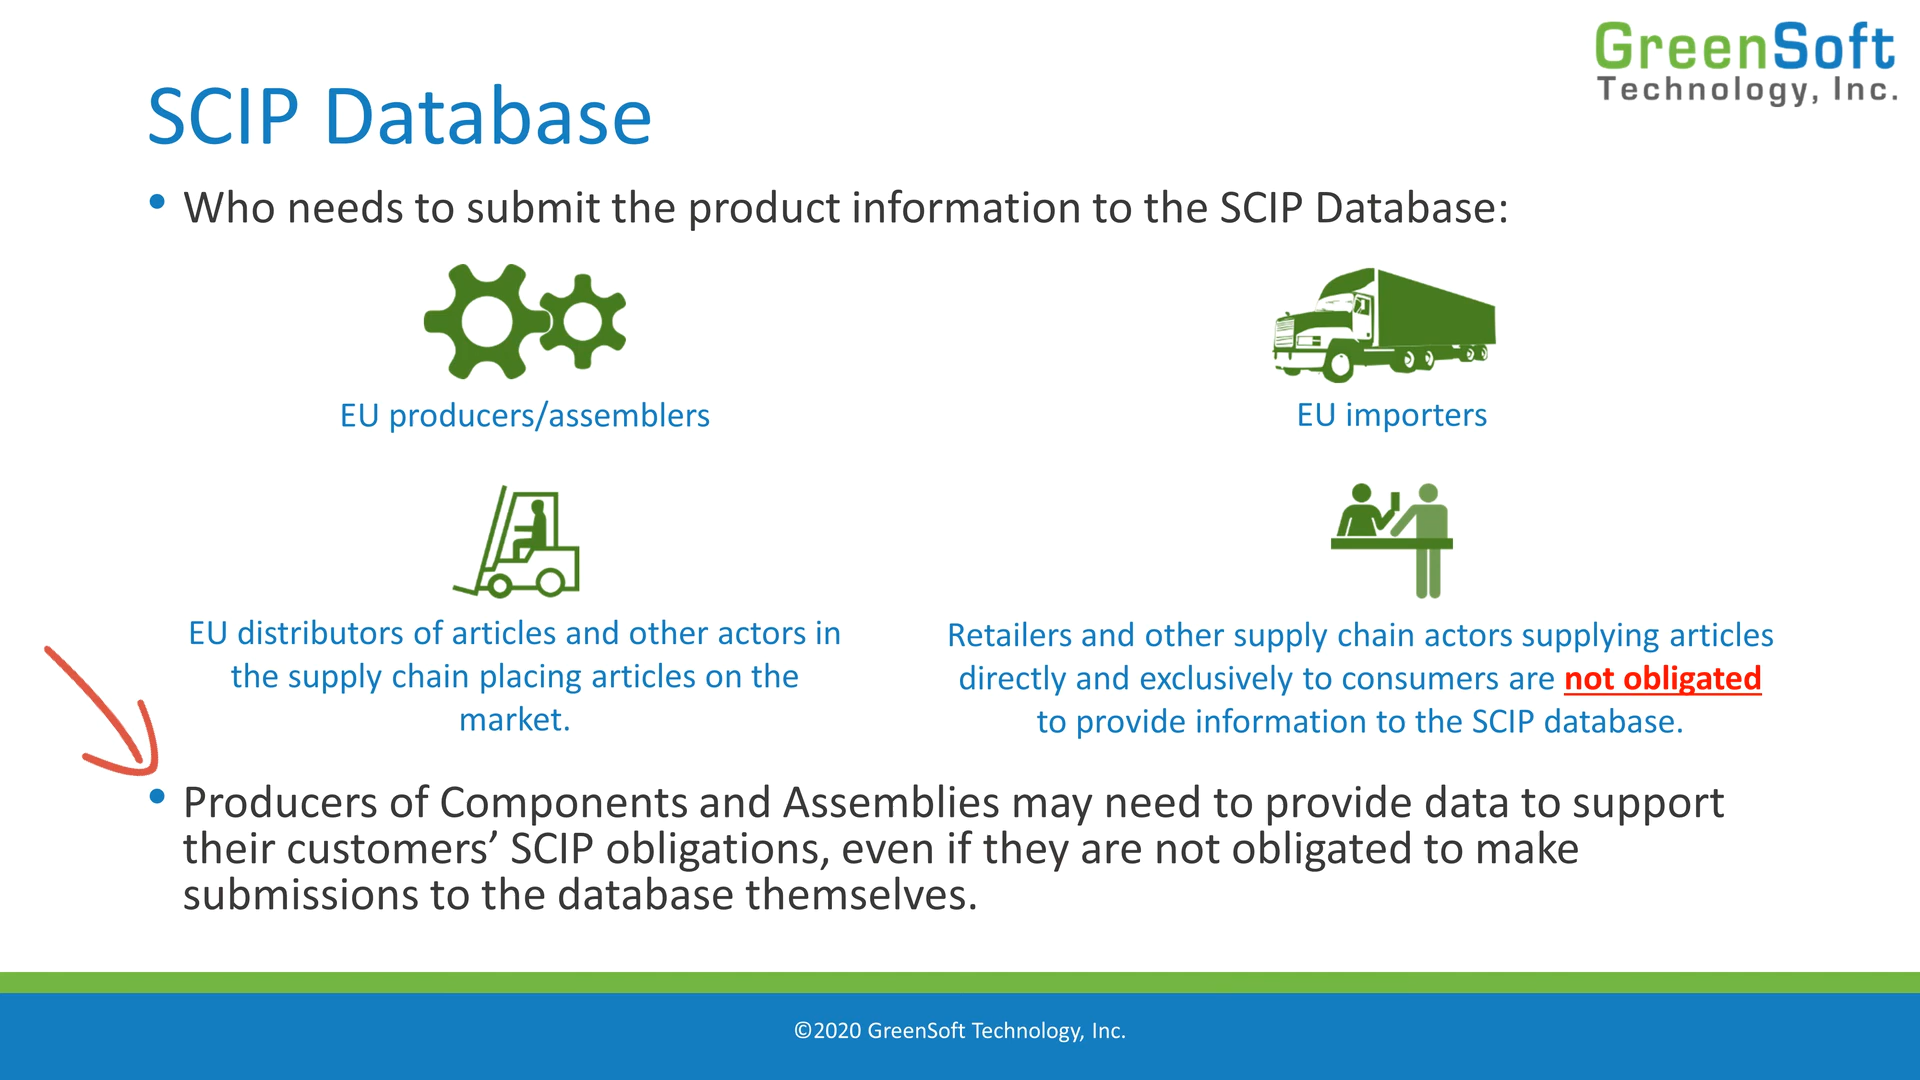 GreenSoft
Technology, Inc.
SCIP Database
• Who needs to submit the product information to the SCIP Database:
EU producers/assemblers
EU importers
EU distributors of articles and other actors in
the supply chain placing articles on the
market.
Retailers and other supply chain actors supplying articles
directly and exclusively to consumers are not obligated
to provide information to the SCIP database.
• Producers of Components and Assemblies may need to provide data to support
their customers’ SCIP obligations, even if they are not obligated to make
submissions to the database themselves.
©2020 GreenSoft Technology, Inc.